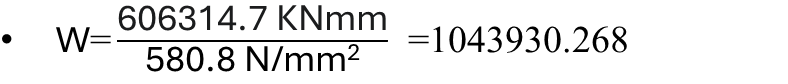 • W= 606314.7 KNmm / 580.8 N/mm² =1043930.268